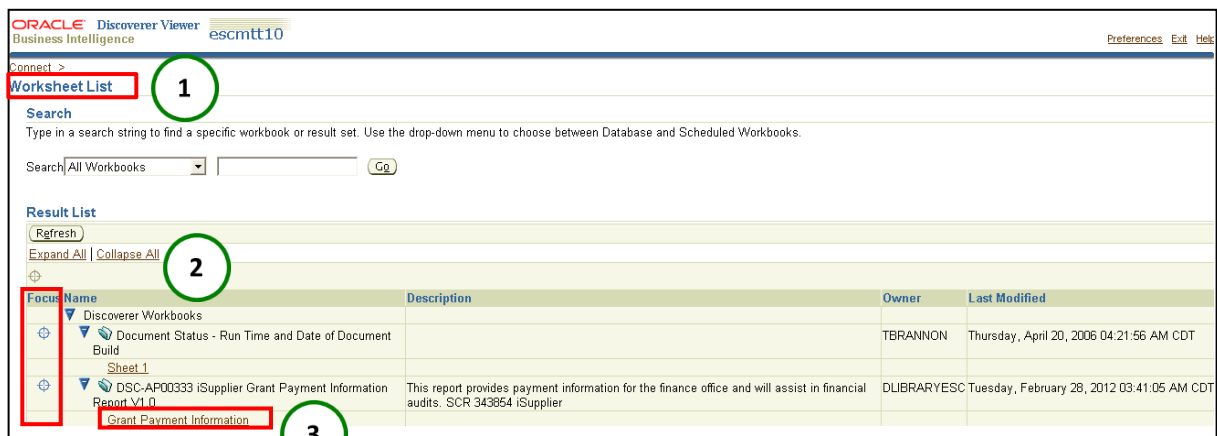 ORACLE Discoverer Viewer
Business Intelligence
escmtt10
Preferences Exit Help
Connect >
Worksheet List
1
Search
Type in a search string to find a specific workbook or result set. Use the drop-down menu to choose between Database and Scheduled Workbooks.
Search All Workbooks Go
Result List
Refresh
Expand All | Collapse All
2
Focus Name Description Owner Last Modified
Discoverer Workbooks
Document Status - Run Time and Date of Document TBRANNON Thursday, April 20, 2006 04:21:56 AM CDT
Build
Sheet 1
DSC-AP00333 iSupplier Grant Payment Information This report provides payment information for the finance office and will assist in financial DLIBRARYESC Tuesday, February 28, 2012 03:41:05 AM CDT
Report V1.0 audits. SCR 343854 iSupplier
Grant Payment Information
3